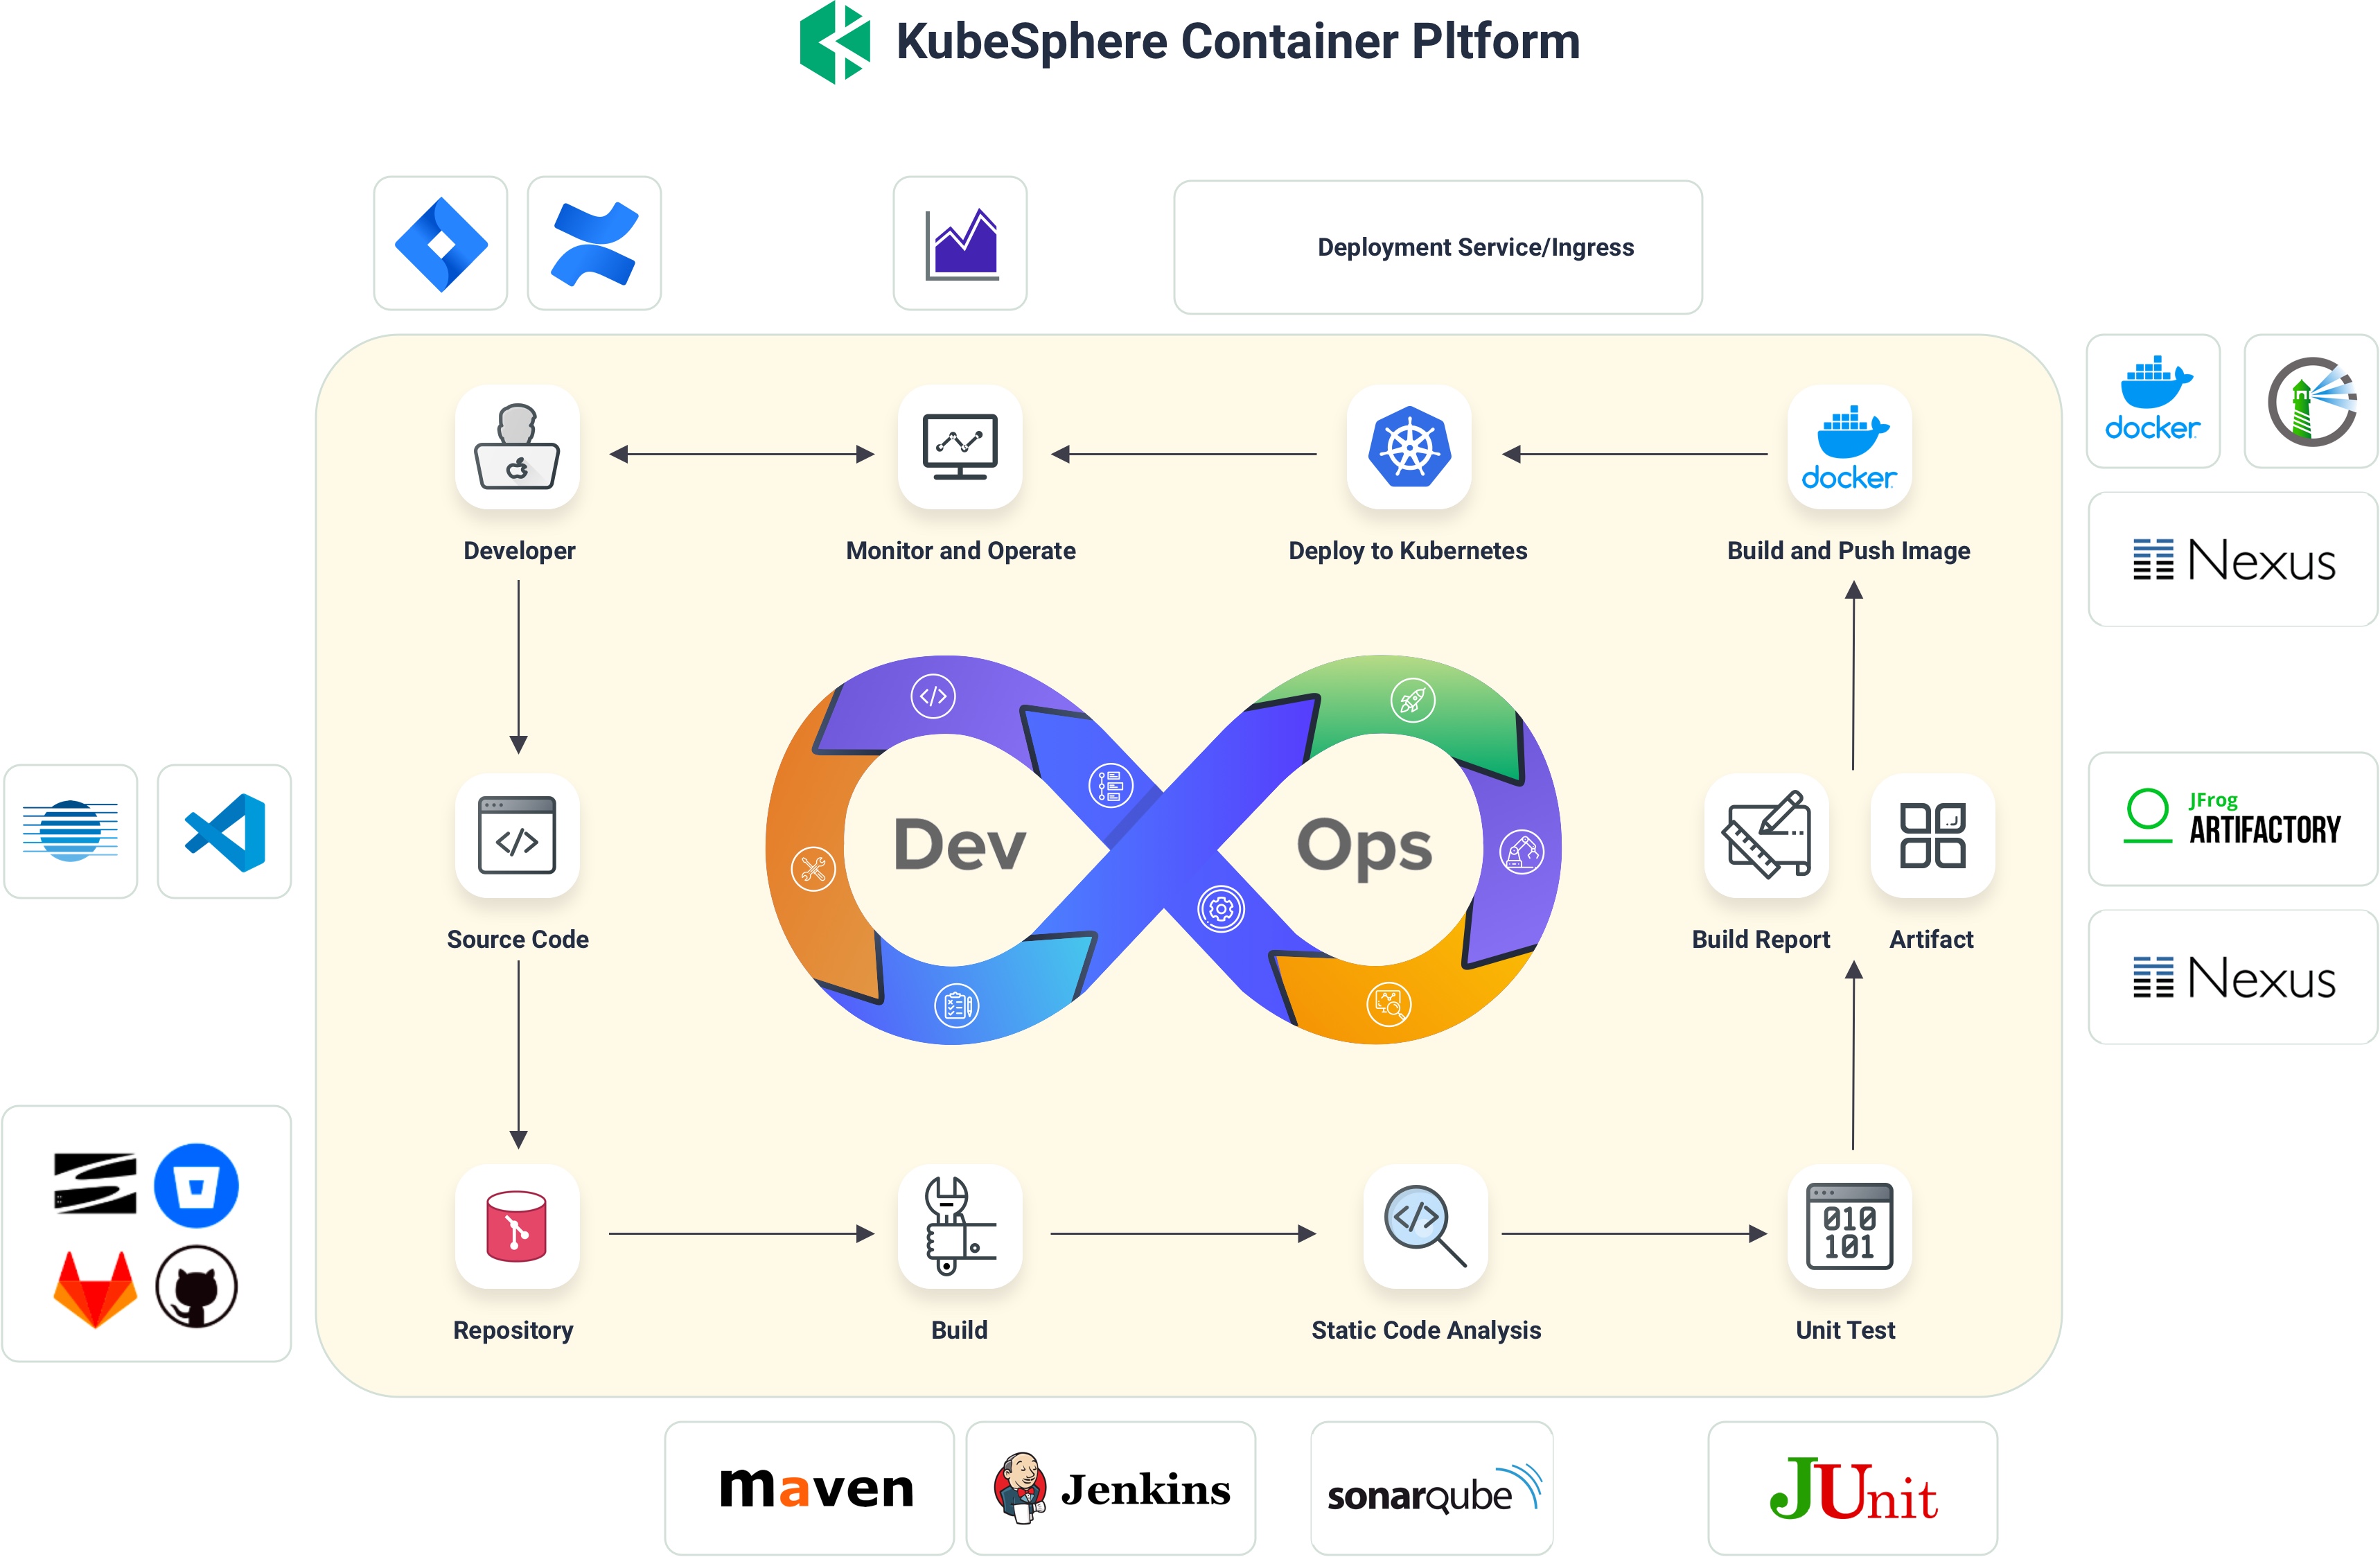 KubeSphere Container Pltform
Deployment Service/Ingress
docker
docker
Developer
Monitor and Operate
Deploy to Kubernetes
Build and Push Image
Nexus
Dev
Ops
JFrog
ARTIFACTORY
Source Code
Build Report
Artifact
Nexus
010
101
Repository
Build
Static Code Analysis
Unit Test
maven
Jenkins
sonarqube
JUnit